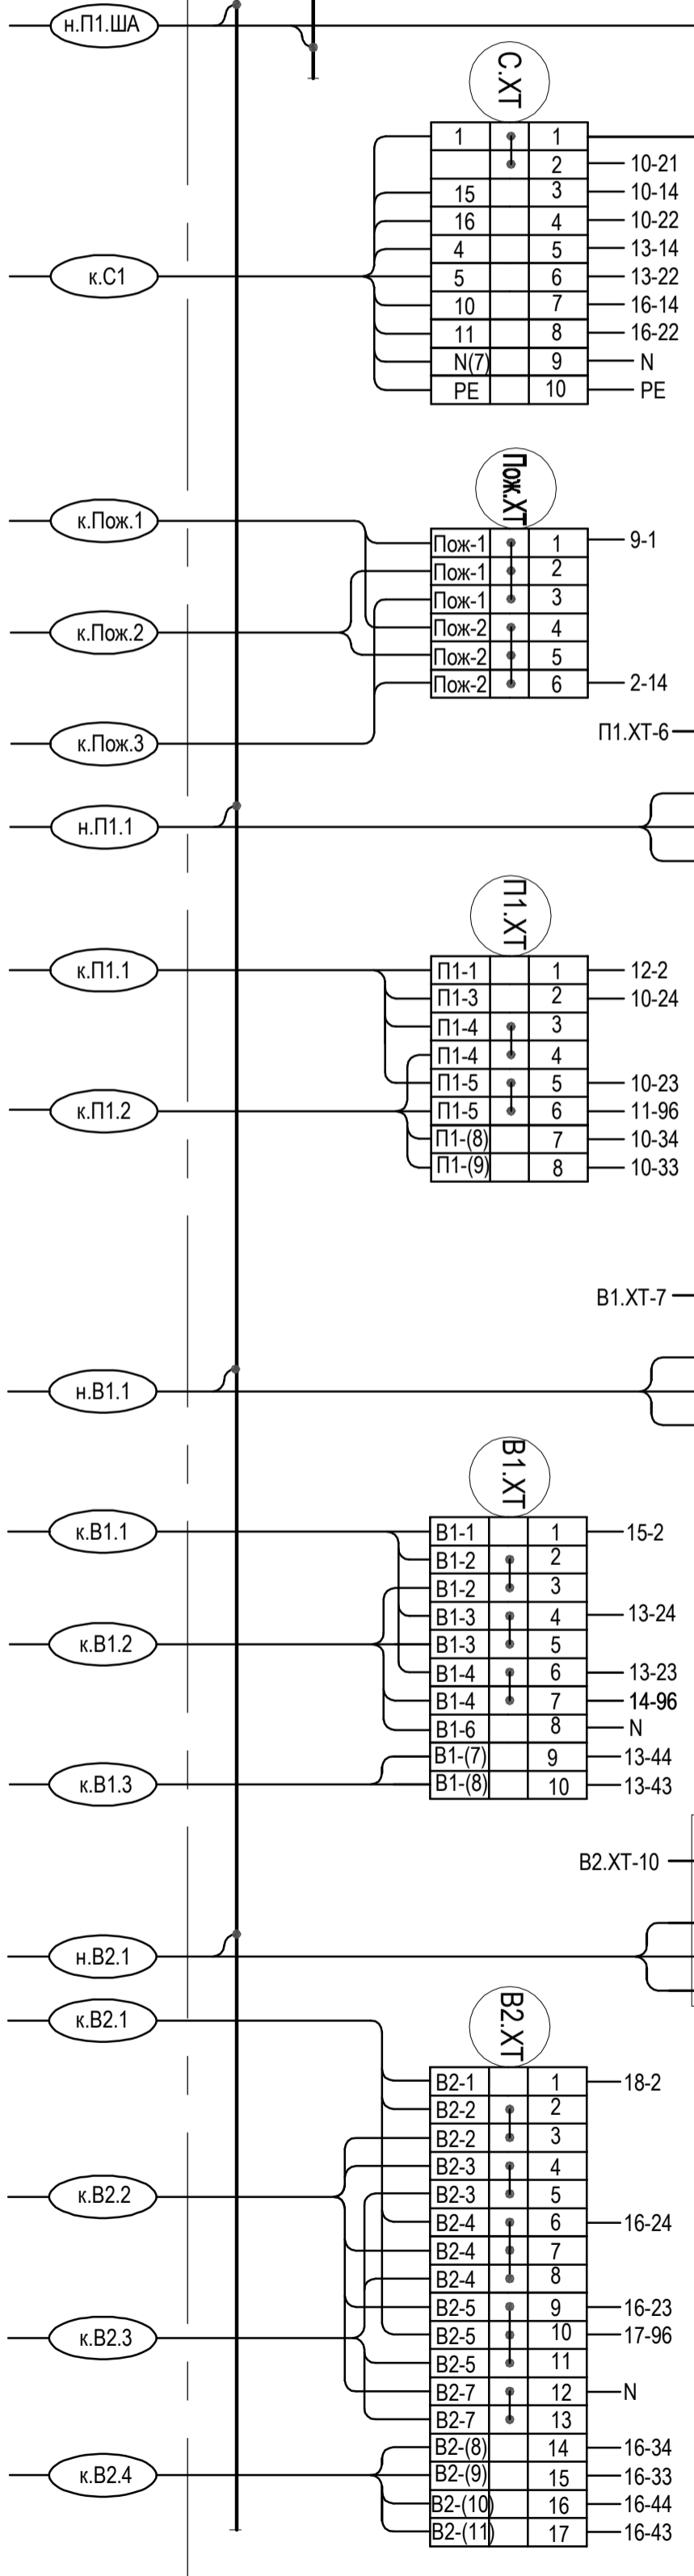 н.П1.ША
С.ХТ
1 1
2 10-21
15 3 10-14
16 4 10-22
4 5 13-14
к.С1
5 6 13-22
10 7 16-14
11 8 16-22
N(7) 9 N
PE 10 PE
Пож.ХТ
к.Пож.1
Пож-1 1 9-1
Пож-1 2
Пож-1 3
к.Пож.2
Пож-2 4
Пож-2 5
Пож-2 6 2-14
П1.ХТ-6
к.Пож.3
н.П1.1
П1.ХТ
к.П1.1
П1-1 1 12-2
П1-3 2 10-24
П1-4 3
П1-4 4
П1-5 5 10-23
к.П1.2
П1-5 6 11-96
П1-(8) 7 10-34
П1-(9) 8 10-33
В1.ХТ-7
н.В1.1
В1.ХТ
к.В1.1
В1-1 1 15-2
В1-2 2
В1-2 3
В1-3 4 13-24
к.В1.2
В1-3 5
В1-4 6 13-23
В1-4 7 14-96
В1-6 8 N
В1-(7) 9 13-44
к.В1.3
В1-(8) 10 13-43
В2.ХТ-10
н.В2.1
В2.ХТ
к.В2.1
В2-1 1 18-2
В2-2 2
В2-2 3
В2-3 4
к.В2.2
В2-3 5
В2-4 6 16-24
В2-4 7
В2-4 8
В2-5 9 16-23
к.В2.3
В2-5 10 17-96
В2-5 11
В2-7 12 N
В2-7 13
В2-(8) 14 16-34
к.В2.4
В2-(9) 15 16-33
В2-(10) 16 16-44
В2-(11) 17 16-43